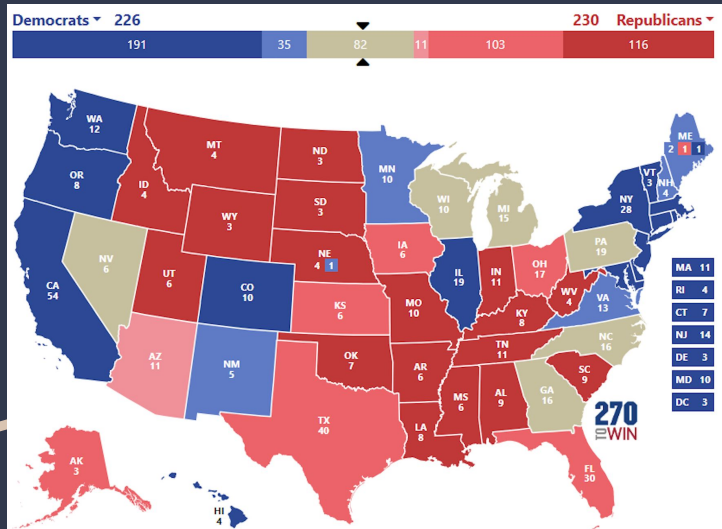 Democrats 226
230 Republicans
191 35 82 11 103 116
WA
12
OR
8
CA
54
NV
6
ID
4
MT
4
WY
3
UT
6
AZ
11
CO
10
NM
5
ND
3
SD
3
NE
4 1
KS
6
OK
7
TX
40
MN
10
IA
6
MO
10
AR
6
LA
8
WI
10
IL
19
MI
15
IN
11
OH
17
KY
8
TN
11
MS
6
AL
9
GA
16
FL
30
SC
9
NC
16
VA
13
WV
4
PA
19
NY
28
VT
3
NH
4
ME
2 1 1
MA 11
RI 4
CT 7
NJ 14
DE 3
MD 10
DC 3
AK
3
HI
4
270
TO WIN